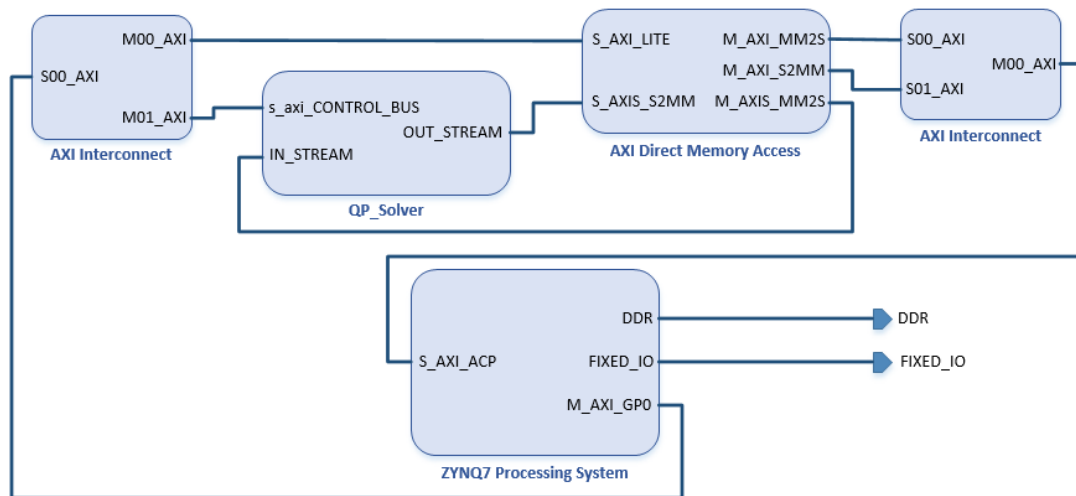 M00_AXI
S00_AXI
M01_AXI
AXI Interconnect
s_axi_CONTROL_BUS
OUT_STREAM
IN_STREAM
QP_Solver
S_AXI_LITE
M_AXI_MM2S
M_AXI_S2MM
S_AXIS_S2MM
M_AXIS_MM2S
AXI Direct Memory Access
S00_AXI
M00_AXI
S01_AXI
AXI Interconnect
DDR
S_AXI_ACP
FIXED_IO
M_AXI_GP0
ZYNQ7 Processing System
DDR
FIXED_IO